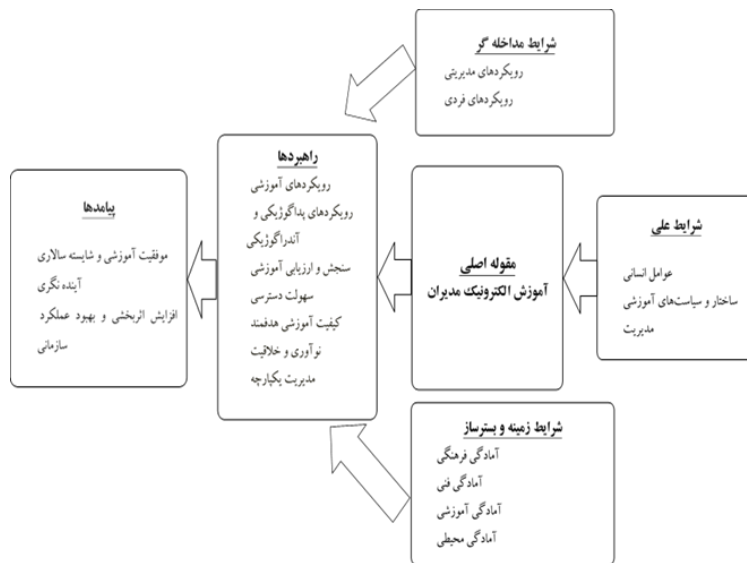 شرایط مداخله گر
رویکردهای مدیریتی
رویکردهای فردی
شرایط علی
عوامل انسانی
ساختار و سیاست‌های آموزشی
مدیریت
مقوله اصلی
آموزش الکترونیک مدیران
راهبردها
رویکردهای آموزشی
رویکردهای پداگوژیکی و
آندراگوژیکی
سنجش و ارزیابی آموزشی
سهولت دسترسی
کیفیت آموزشی هدفمند
نوآوری و خلاقیت
مدیریت یکپارچه
پیامدها
موفقیت آموزشی و شایسته سالاری
آینده نگری
افزایش اثربخشی و بهبود عملکرد
سازمانی
شرایط زمینه و بسترساز
آمادگی فرهنگی
آمادگی فنی
آمادگی آموزشی
آمادگی محیطی